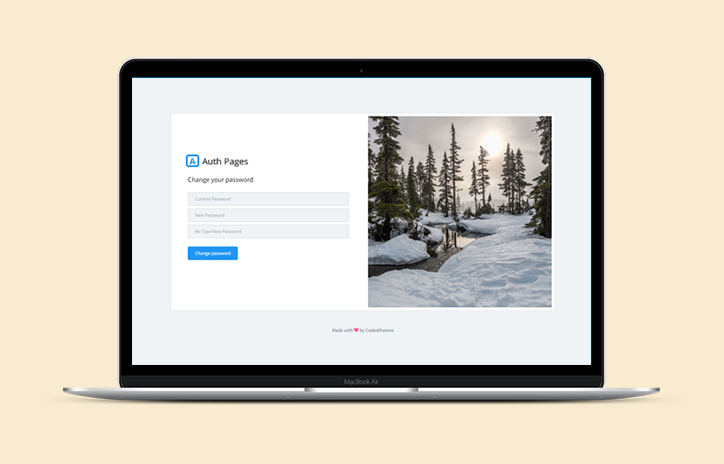 A Auth Pages
Change your password
Current Password
New Password
Re-Type New Password
Change password
Made with ❤ by Code4themes
MacBook Air